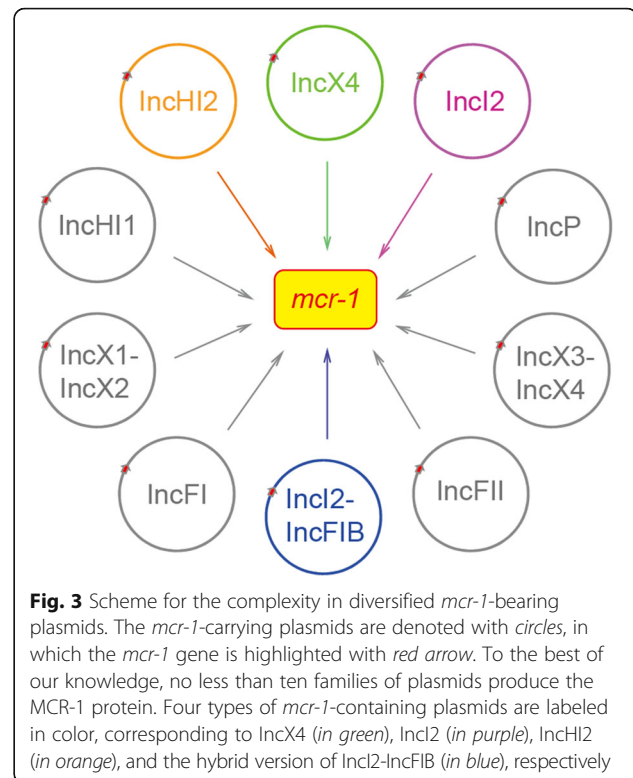 IncHI2
IncX4
IncI2
IncHI1
IncP
mcr-1
IncX1-
IncX2
IncX3-
IncX4
IncFI
IncI2-
IncFIB
IncFII
Fig. 3 Scheme for the complexity in diversified mcr-1-bearing
plasmids. The mcr-1-carrying plasmids are denoted with circles, in
which the mcr-1 gene is highlighted with red arrow. To the best of
our knowledge, no less than ten families of plasmids produce the
MCR-1 protein. Four types of mcr-1-containing plasmids are labeled
in color, corresponding to IncX4 (in green), IncI2 (in purple), IncHI2
(in orange), and the hybrid version of IncI2-IncFIB (in blue), respectively